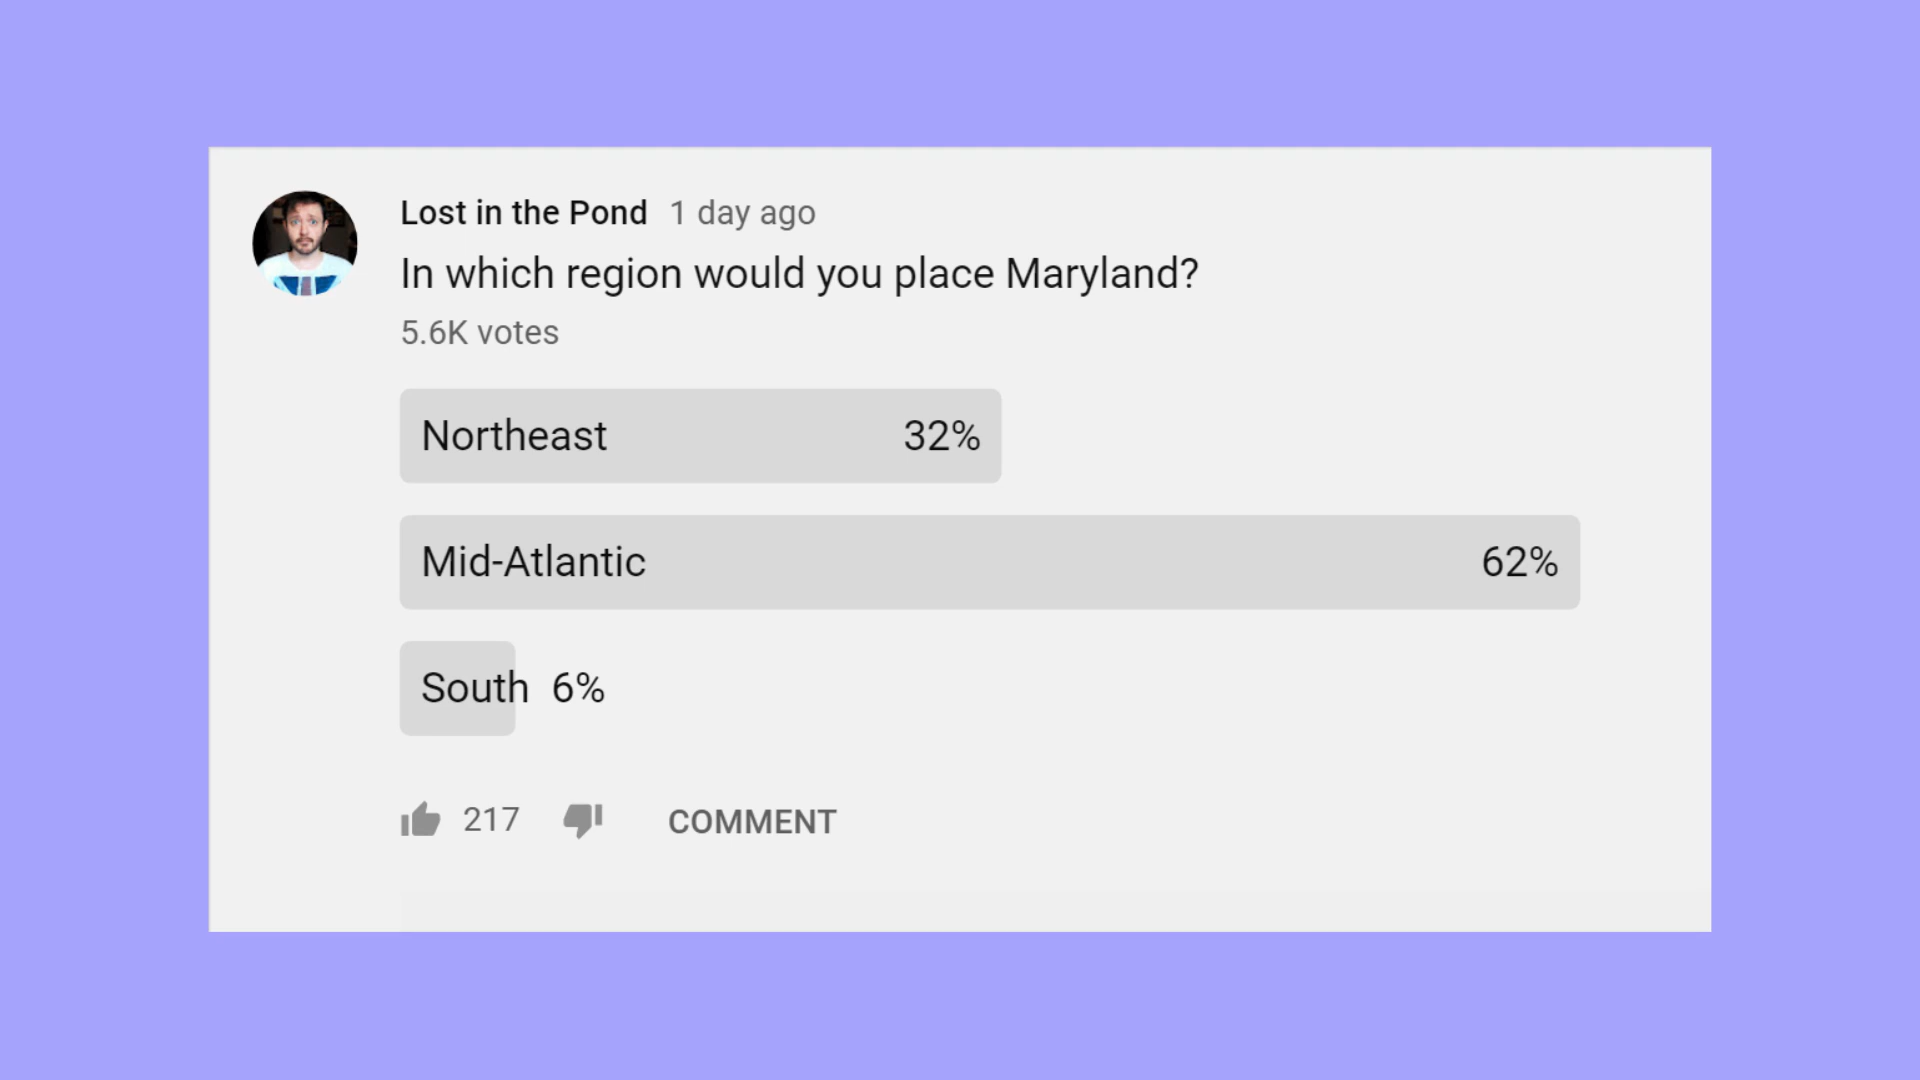 Lost in the Pond 1 day ago
In which region would you place Maryland?
5.6K votes
Northeast 32%
Mid-Atlantic 62%
South 6%
217 COMMENT